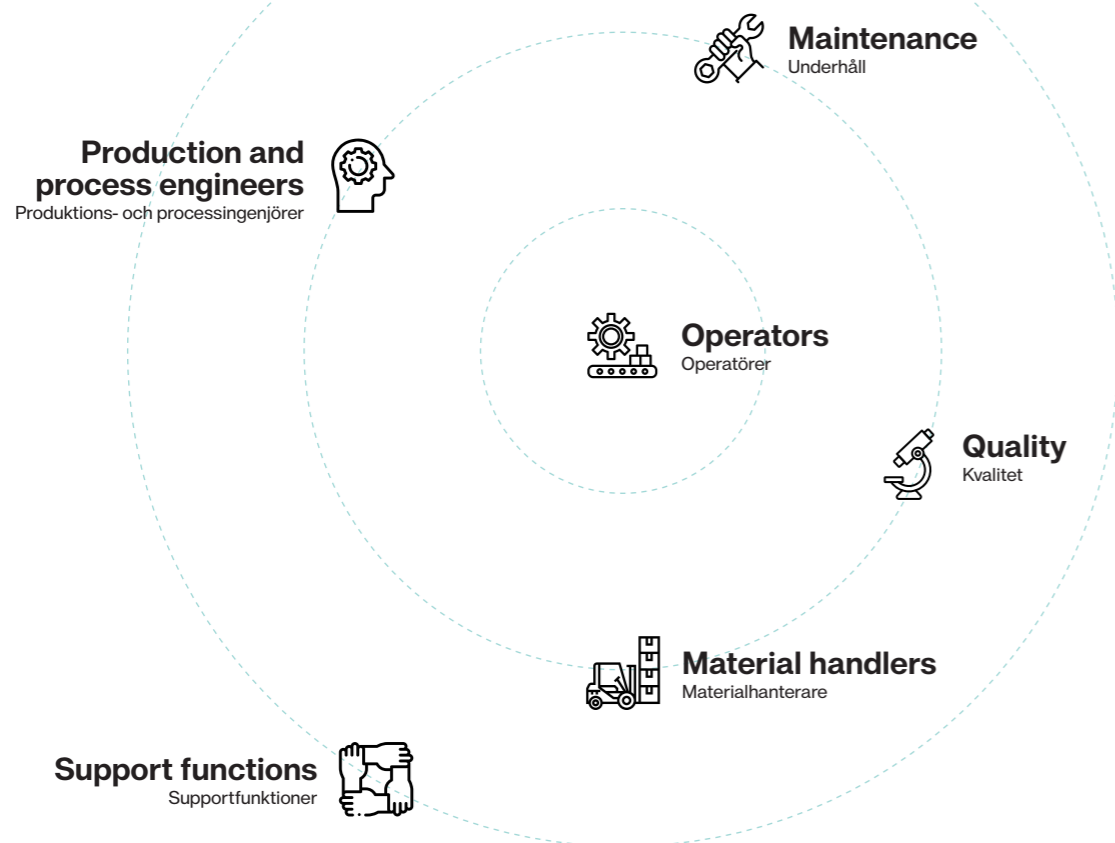 Maintenance
Underhåll
Production and
process engineers
Produktions- och processingenjörer
Operators
Operatörer
Quality
Kvalitet
Material handlers
Materialhanterare
Support functions
Supportfunktioner